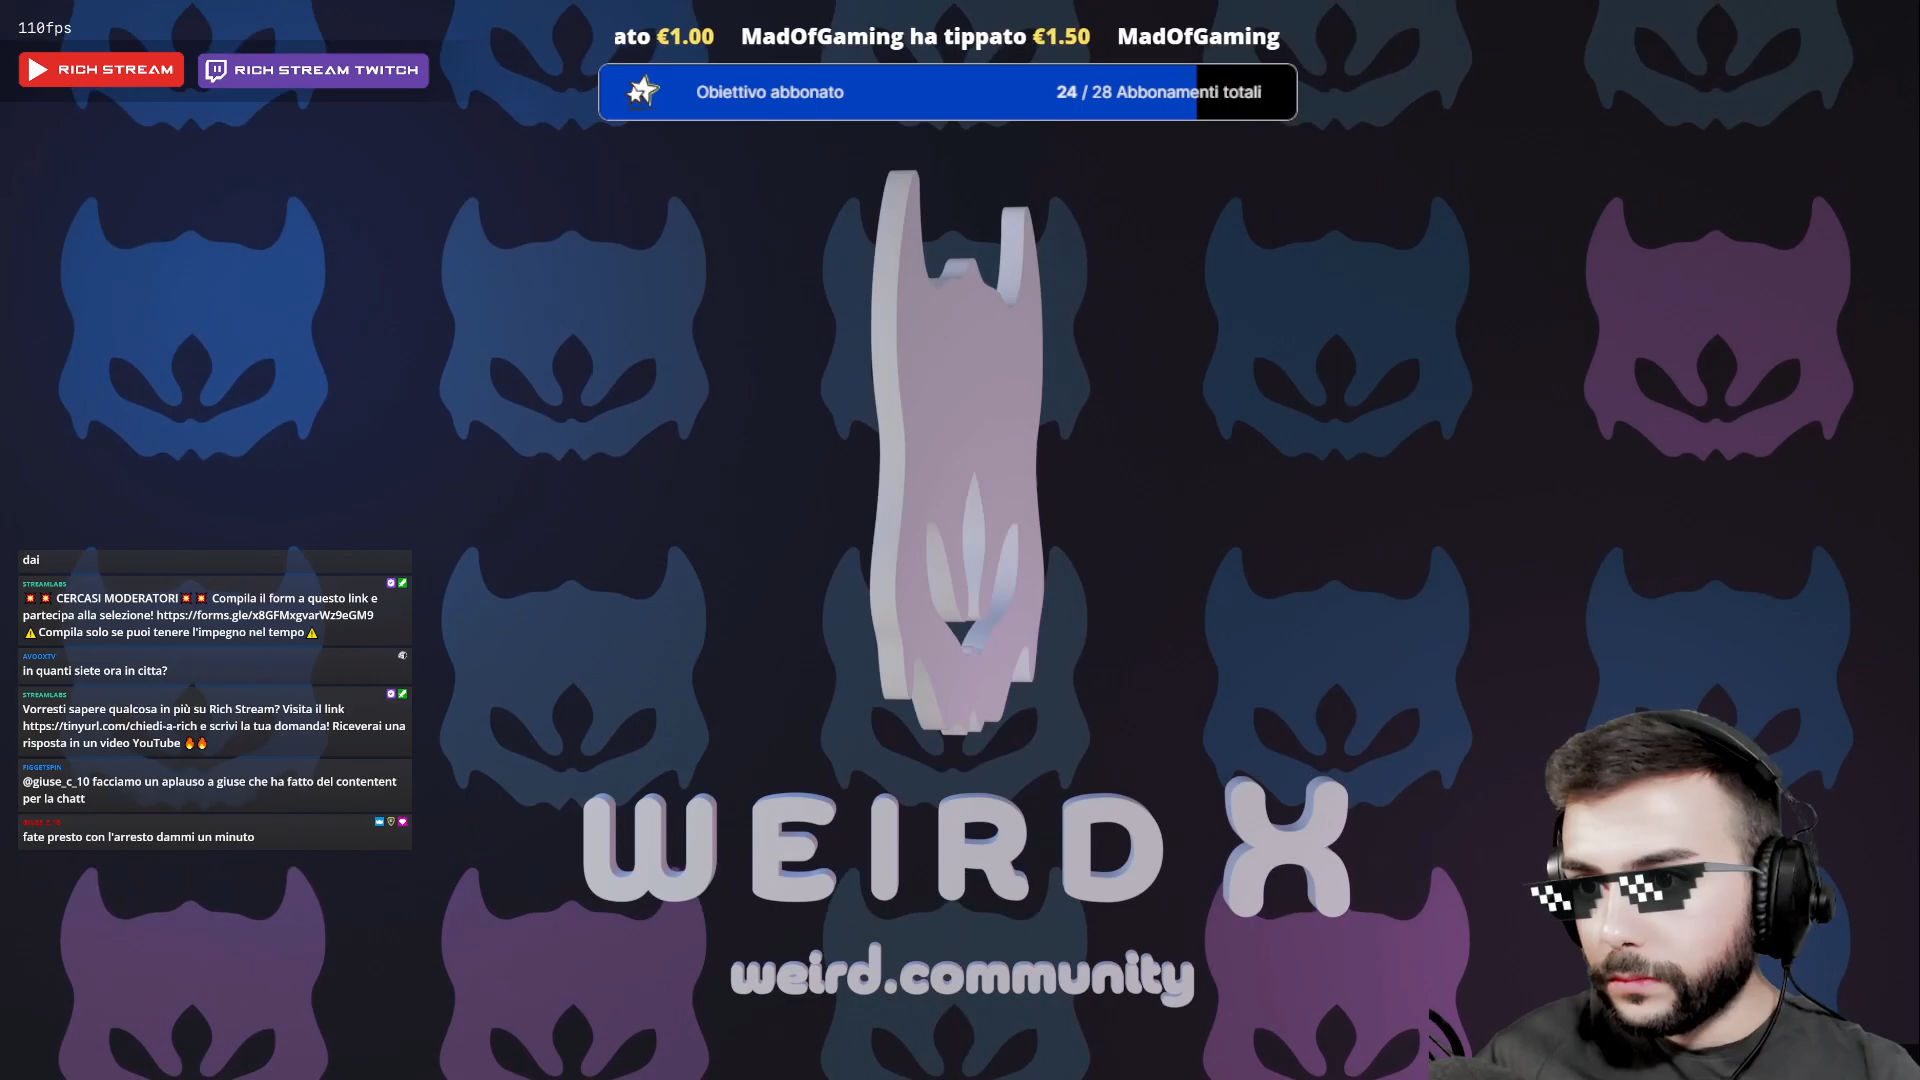 110fps
RICH STREAM
RICH STREAM TWITCH
ato €1.00 MadOfGaming ha tippato €1.50 MadOfGaming
Obiettivo abbonato 24 / 28 Abbonamenti totali
dai
STREAMLABS
CERCASI MODERATORI Compila il form a questo link e
partecipa alla selezione! https://forms.gle/x8GFMxgvarWz9eGM9
Compila solo se puoi tenere l'impegno nel tempo
AVOOXTV
in quanti siete ora in citta?
STREAMLABS
Vorresti sapere qualcosa in più su Rich Stream? Visita il link
https://tinyurl.com/chiedi-a-rich e scrivi la tua domanda! Riceverai una
risposta in un video YouTube
FIGGETSPIN
@giuse_c_10 facciamo un aplauso a giuse che ha fatto del contentent
per la chatt
fate presto con l'arresto dammi un minuto
WEIRD X
weird.community